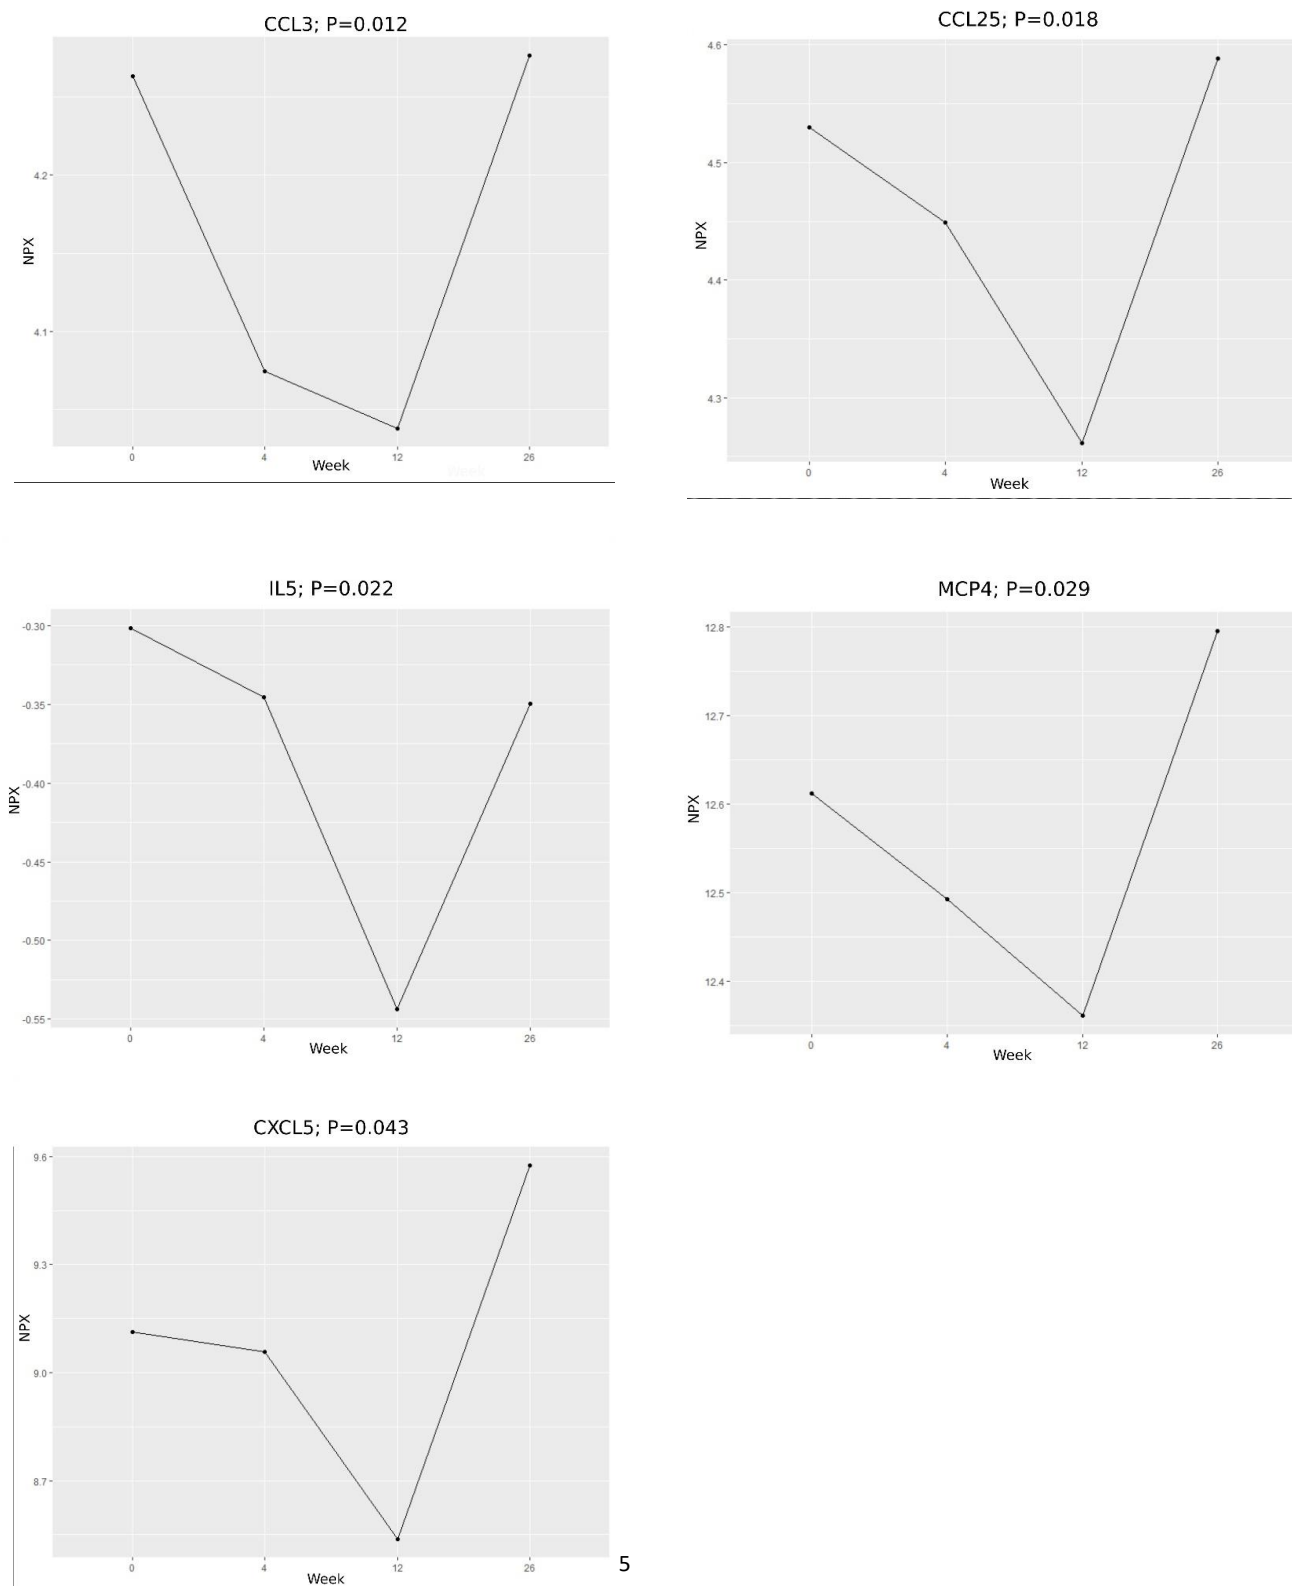 CCL3; P=0.012
NPX
4.2
4.1
0 4 12 26
Week
CCL25; P=0.018
NPX
4.6
4.5
4.4
4.3
0 4 12 26
Week
IL5; P=0.022
NPX
-0.30
-0.35
-0.40
-0.45
-0.50
-0.55
0 4 12 26
Week
MCP4; P=0.029
NPX
12.8
12.7
12.6
12.5
12.4
0 4 12 26
Week
CXCL5; P=0.043
NPX
9.6
9.3
9.0
8.7
0 4 12 26
Week
5